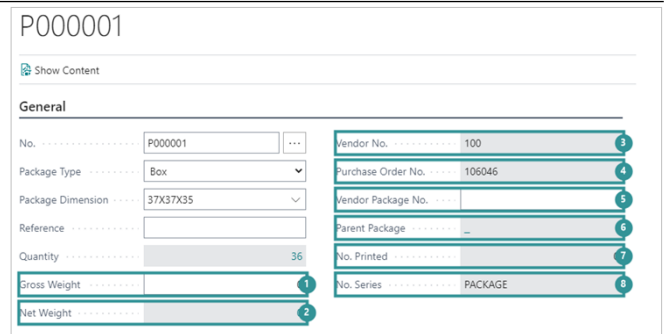 P000001
Show Content
General
No. P000001 ...
Package Type Box
Package Dimension 37X37X35
Reference
Quantity 36
Gross Weight 1
Net Weight 2
Vendor No. 100 3
Purchase Order No. 106046 4
Vendor Package No. 5
Parent Package _ 6
No. Printed 7
No. Series PACKAGE 8